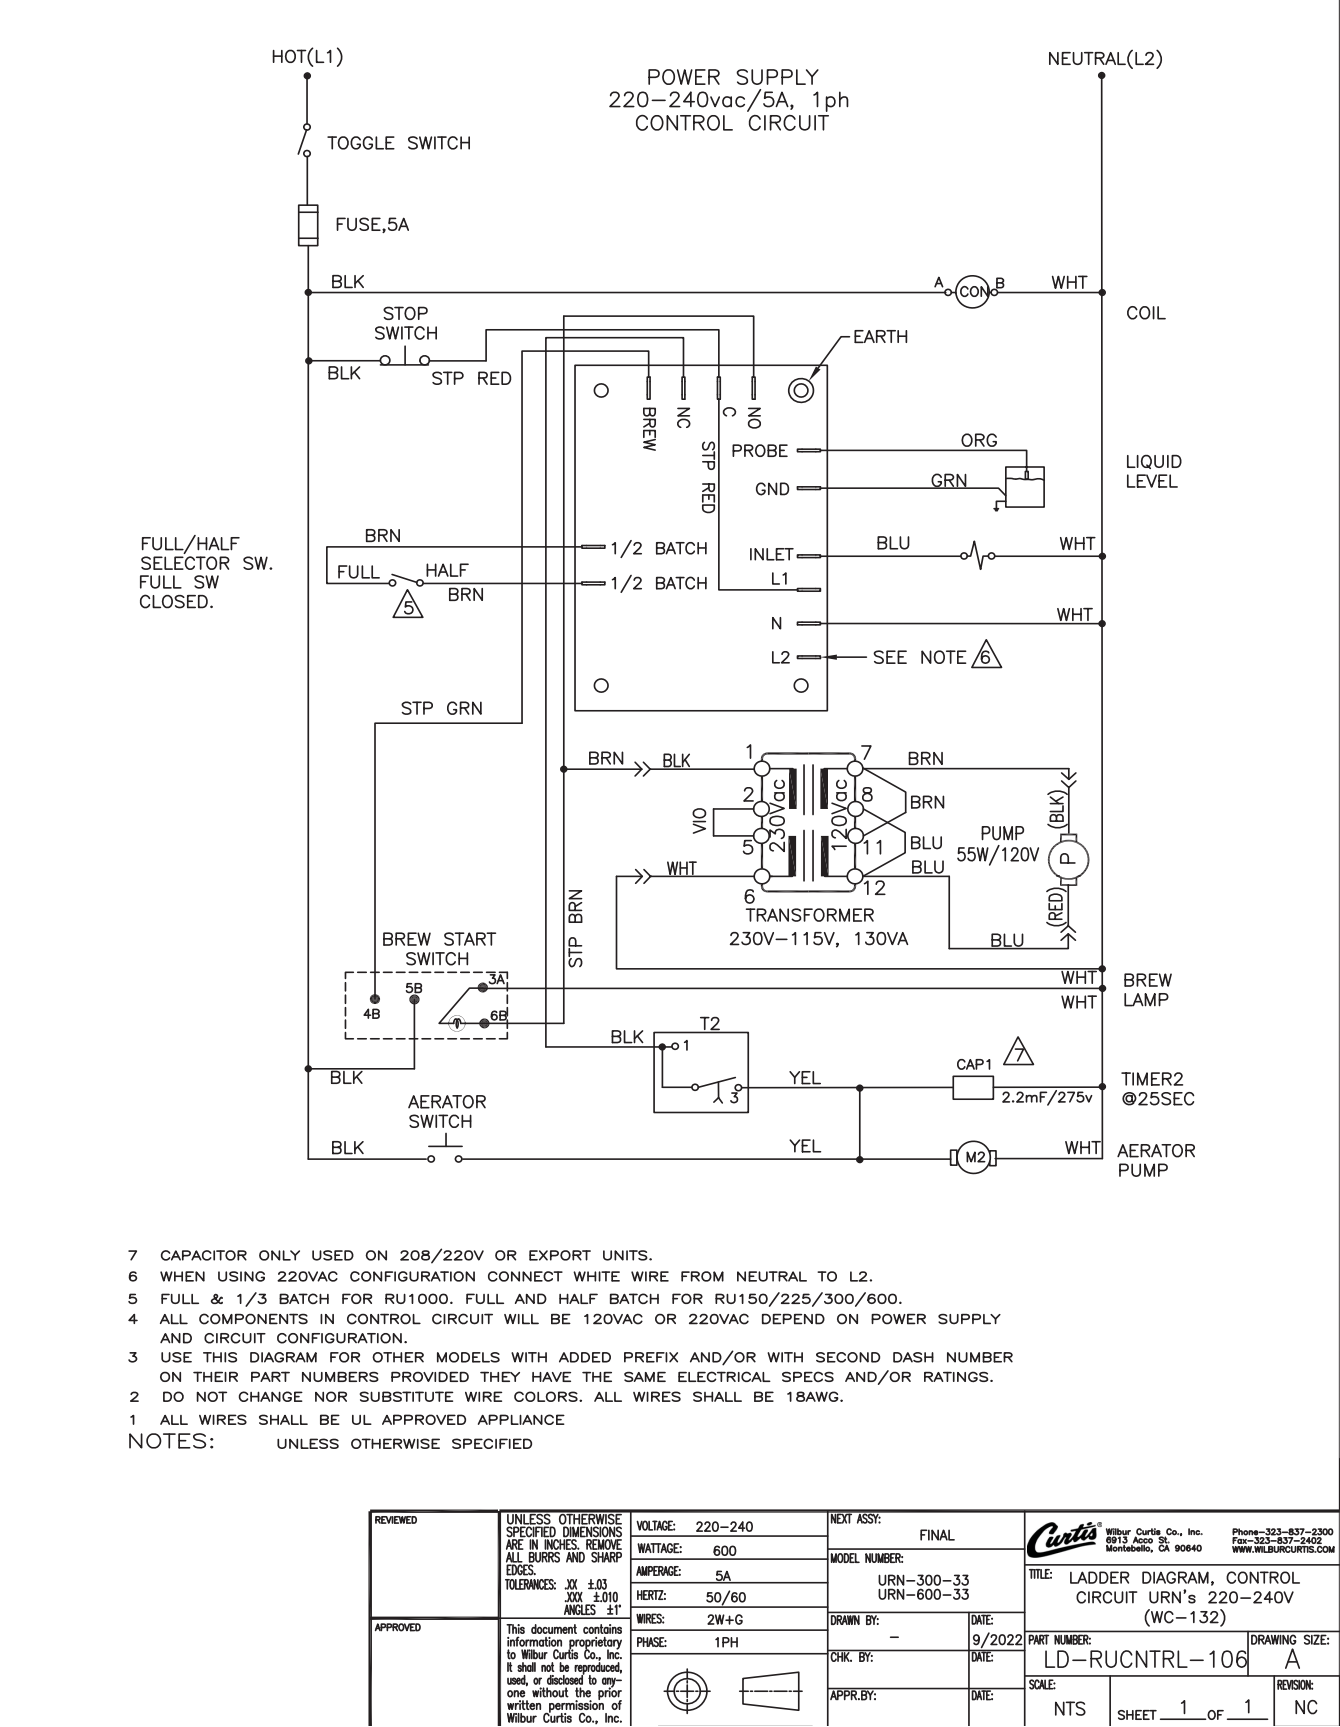 HOT(L1)
NEUTRAL(L2)
POWER SUPPLY
220-240vac/5A, 1ph
CONTROL CIRCUIT
TOGGLE SWITCH
FUSE,5A
BLK
A
CON
B
WHT
COIL
STOP
SWITCH
BLK
STP RED
EARTH
BREW
NC
C
NO
STP RED
PROBE
ORG
LIQUID
LEVEL
GND
GRN
FULL/HALF
SELECTOR SW.
FULL SW
CLOSED.
BRN
1/2 BATCH
INLET
BLU
WHT
FULL
HALF
BRN
5
1/2 BATCH
L1
N
WHT
L2
SEE NOTE
6
STP GRN
BRN
BLK
1
7
BRN
2
230Vac
120Vac
8
BRN
(BLK)
VIO
5
11
BLU
PUMP
55W/120V
P
WHT
6
12
BLU
(RED)
TRANSFORMER
230V-115V, 130VA
BLU
STP BRN
BREW START
SWITCH
4B
5B
3A
6B
WHT
WHT
BREW
LAMP
BLK
T2
1
3
BLK
YEL
CAP1
7
2.2mF/275v
TIMER2
@25SEC
AERATOR
SWITCH
BLK
YEL
M2
WHT
AERATOR
PUMP
7 CAPACITOR ONLY USED ON 208/220V OR EXPORT UNITS.
6 WHEN USING 220VAC CONFIGURATION CONNECT WHITE WIRE FROM NEUTRAL TO L2.
5 FULL & 1/3 BATCH FOR RU1000. FULL AND HALF BATCH FOR RU150/225/300/600.
4 ALL COMPONENTS IN CONTROL CIRCUIT WILL BE 120VAC OR 220VAC DEPEND ON POWER SUPPLY
AND CIRCUIT CONFIGURATION.
3 USE THIS DIAGRAM FOR OTHER MODELS WITH ADDED PREFIX AND/OR WITH SECOND DASH NUMBER
ON THEIR PART NUMBERS PROVIDED THEY HAVE THE SAME ELECTRICAL SPECS AND/OR RATINGS.
2 DO NOT CHANGE NOR SUBSTITUTE WIRE COLORS. ALL WIRES SHALL BE 18AWG.
1 ALL WIRES SHALL BE UL APPROVED APPLIANCE
NOTES: UNLESS OTHERWISE SPECIFIED
REVIEWED
APPROVED
UNLESS OTHERWISE
SPECIFIED DIMENSIONS
ARE IN INCHES. REMOVE
ALL BURRS AND SHARP
EDGES.
TOLERANCES: .XX ±.03
.XXX ±.010
ANGLES ±1°
This document contains
information proprietary
to Wilbur Curtis Co., Inc.
It shall not be reproduced,
used, or disclosed to any-
one without the prior
written permission of
Wilbur Curtis Co., Inc.
VOLTAGE: 220-240
WATTAGE: 600
AMPERAGE: 5A
HERTZ: 50/60
WIRES: 2W+G
PHASE: 1PH
NEXT ASSY:
FINAL
MODEL NUMBER:
URN-300-33
URN-600-33
DRAWN BY:
-
DATE:
9/2022
CHK. BY:
DATE:
APPR.BY:
DATE:
Curtis®
Wilbur Curtis Co., Inc.
6913 Acco St.
Montebello, CA 90640
Phone-323-837-2300
Fax-323-837-2402
WWW.WILBURCURTIS.COM
TITLE: LADDER DIAGRAM, CONTROL
CIRCUIT URN's 220-240V
(WC-132)
PART NUMBER:
LD-RUCNTRL-106
DRAWING SIZE:
A
SCALE:
NTS
SHEET 1 OF 1
REVISION:
NC